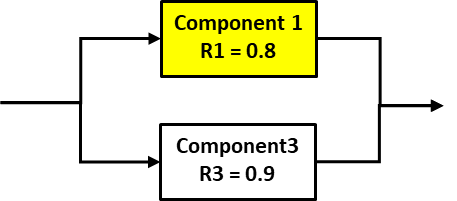 Component 1
R1 = 0.8
Component3
R3 = 0.9